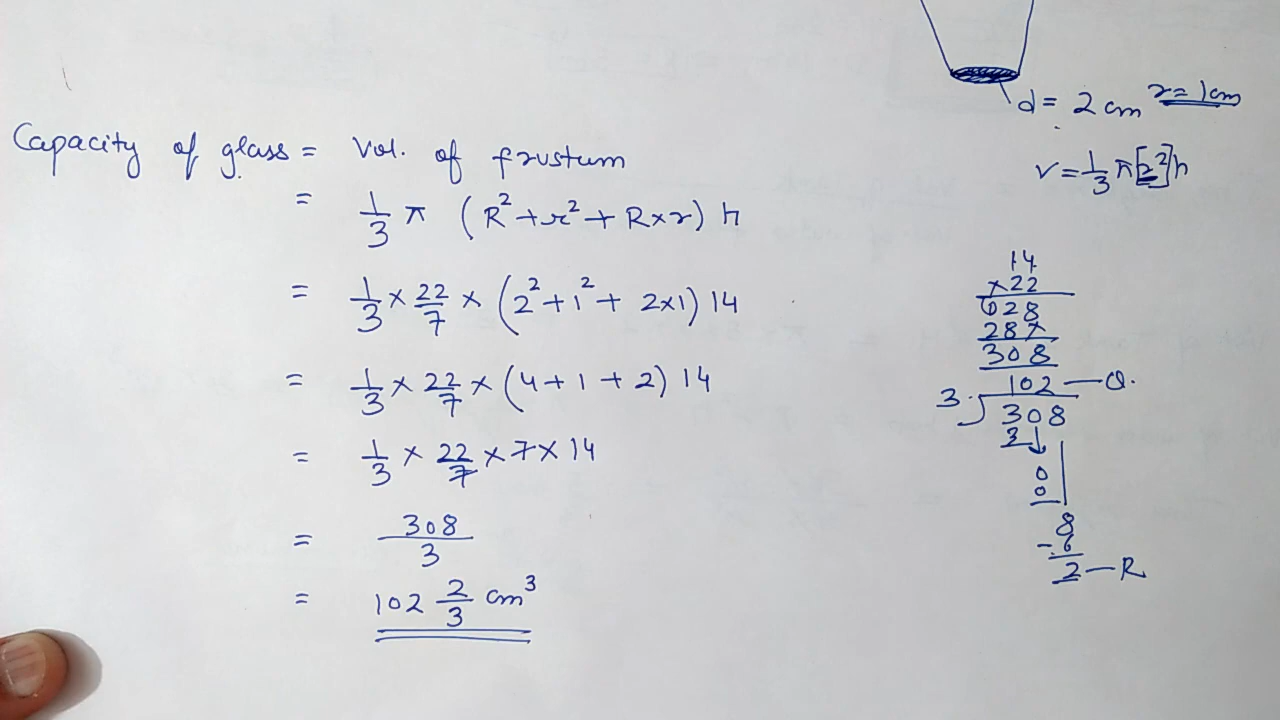 d = 2 cm r = 1 cm
Capacity of glass = Vol. of frustum
V = 1/3 π [2²] h
= 1/3 π (R² + r² + R × r) h
= 1/3 × 22/7 × (2² + 1² + 2×1) 14
= 1/3 × 22/7 × (4 + 1 + 2) 14
= 1/3 × 22/7 × 7 × 14
= 308/3
= 102 2/3 cm³
14
×22
028
28×
308
102 — Q.
3) 308
3↓
0
0
8
-6
2 — R